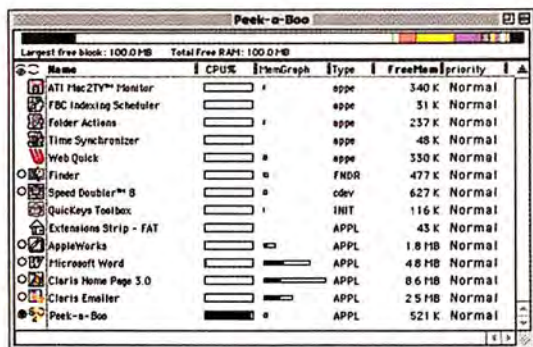 Peek-a-Boo
Largest free block: 100.0 MB Total Free RAM: 100.0 MB
Name CPU% MemGraph Type FreeMem priority
ATI Mac2TV™ Monitor appe 340 K Normal
FBC Indexing Scheduler appe 31 K Normal
Folder Actions appe 237 K Normal
Time Synchronizer appe 48 K Normal
Web Quick appe 330 K Normal
Finder FNDR 477 K Normal
Speed Doubler™ 8 cdev 627 K Normal
QuicKeys Toolbox INIT 116 K Normal
Extensions Strip - FAT APPL 43 K Normal
AppleWorks APPL 1.8 MB Normal
Microsoft Word APPL 4.8 MB Normal
Claris Home Page 3.0 APPL 8.6 MB Normal
Claris Emailer APPL 2.5 MB Normal
Peek-a-Boo APPL 521 K Normal